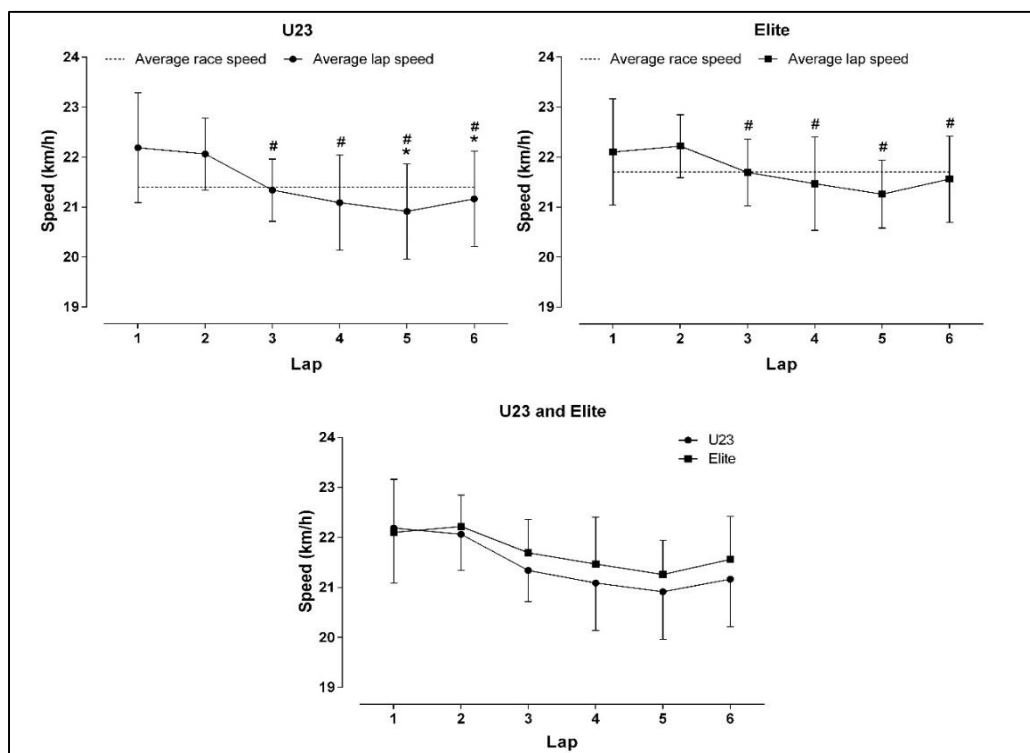 U23
Average race speed Average lap speed
Speed (km/h)
24
23
22
21
20
19
#
#
#
*
#
*
1 2 3 4 5 6
Lap
Elite
Average race speed Average lap speed
Speed (km/h)
24
23
22
21
20
19
#
#
#
#
1 2 3 4 5 6
Lap
U23 and Elite
U23
Elite
Speed (km/h)
24
23
22
21
20
19
1 2 3 4 5 6
Lap